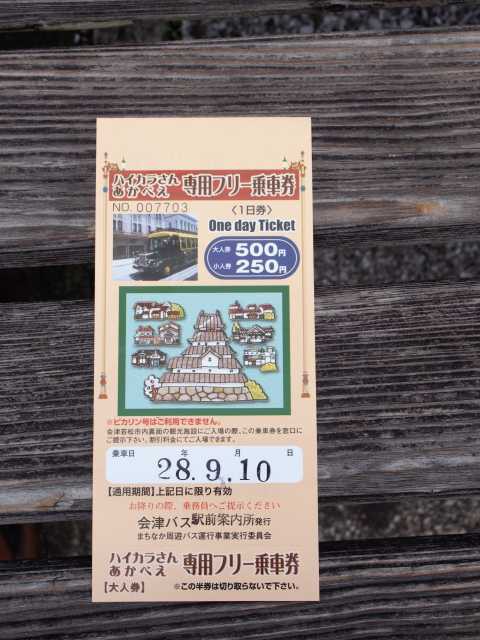 ハイカラさん
あかべぇ
専用フリー乗車券
NO. 007703
〈1日券〉
One day Ticket
大人券 500円
小人券 250円
※ピカリン号はご利用できません。
会津若松市内裏面の観光施設にご入場の際、この乗車券を窓口に
ご提示下さい。割引料金にてご入場できます。
乗車日 年 月 日
28.9.10
【適用期間】上記日に限り有効
お降りの際、乗務員へご提示ください
会津バス駅前案内所発行
まちなか周遊バス運行事業実行委員会
ハイカラさん
あかべぇ
専用フリー乗車券
【大人券】
※この半券は切り取らないで下さい。